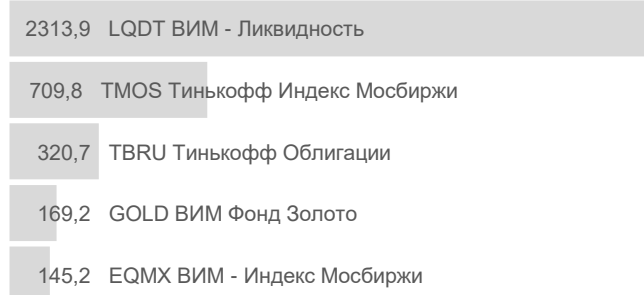 2313,9 LQDT ВИМ - Ликвидность
709,8 TMOS Тинькофф Индекс Мосбиржи
320,7 TBRU Тинькофф Облигации
169,2 GOLD ВИМ Фонд Золото
145,2 EQMX ВИМ - Индекс Мосбиржи